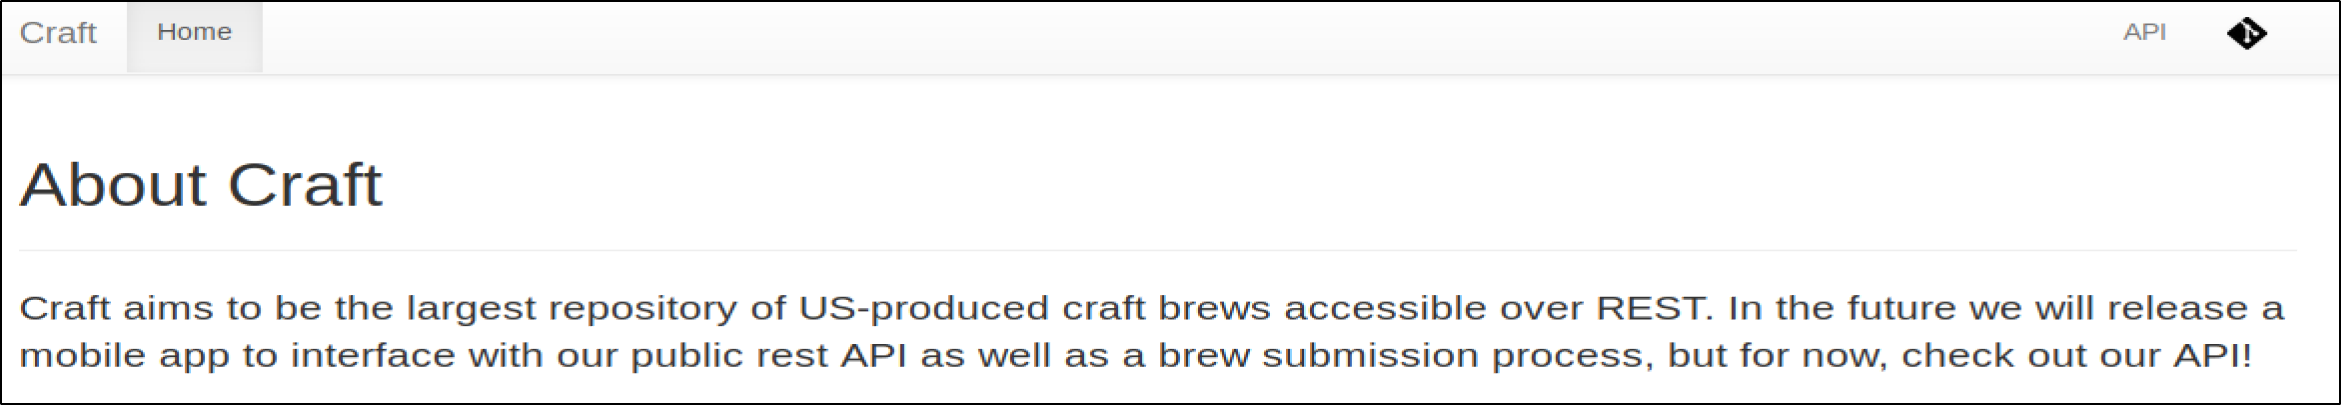 Craft Home API
About Craft
Craft aims to be the largest repository of US-produced craft brews accessible over REST. In the future we will release a
mobile app to interface with our public rest API as well as a brew submission process, but for now, check out our API!